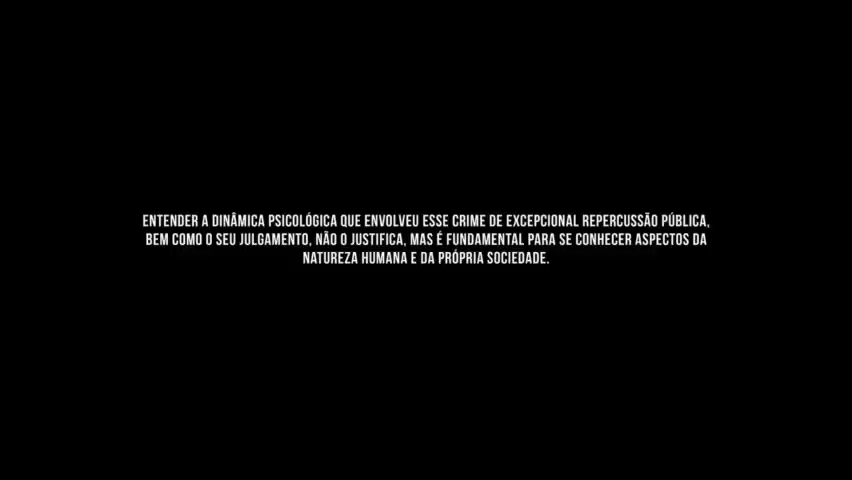 ENTENDER A DINÂMICA PSICOLÓGICA QUE ENVOLVEU ESSE CRIME DE EXCEPCIONAL REPERCUSSÃO PÚBLICA,
BEM COMO O SEU JULGAMENTO, NÃO O JUSTIFICA, MAS É FUNDAMENTAL PARA SE CONHECER ASPECTOS DA
NATUREZA HUMANA E DA PRÓPRIA SOCIEDADE.